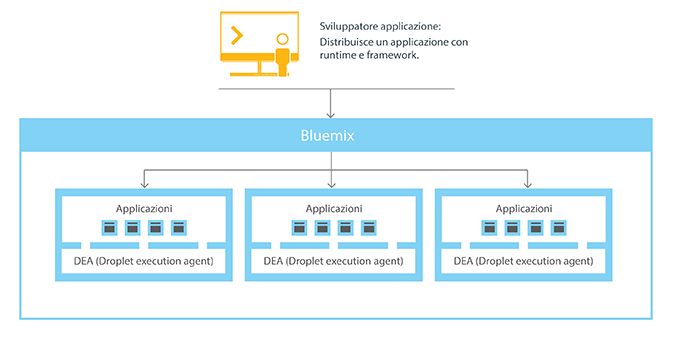 Sviluppatore applicazione:
Distribuisce un applicazione con
runtime e framework.
Bluemix
Applicazioni
DEA (Droplet execution agent)
Applicazioni
DEA (Droplet execution agent)
Applicazioni
DEA (Droplet execution agent)